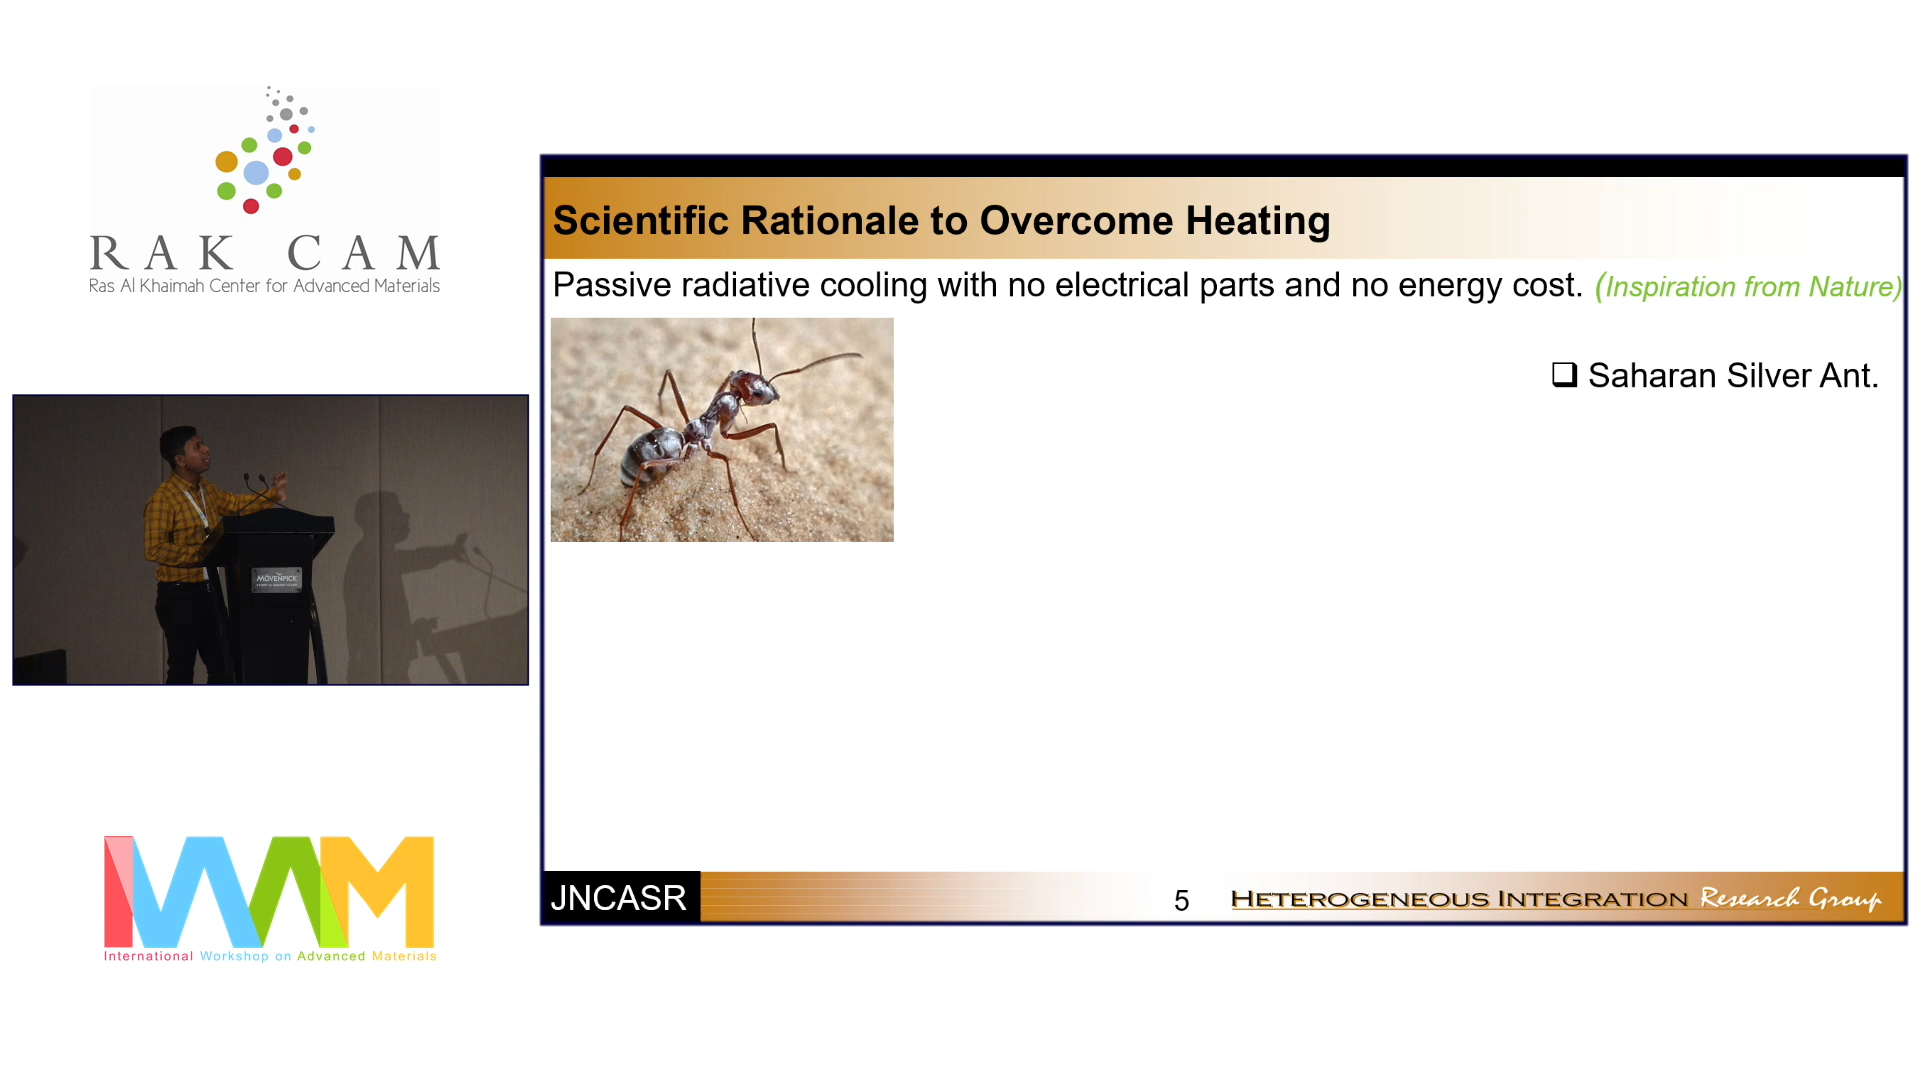 RAK CAM
Ras Al Khaimah Center for Advanced Materials
MÖVENPICK
IWAM
International Workshop on Advanced Materials
Scientific Rationale to Overcome Heating
Passive radiative cooling with no electrical parts and no energy cost. (Inspiration from Nature)
❑ Saharan Silver Ant.
JNCASR
5
HETEROGENEOUS INTEGRATION Research Group